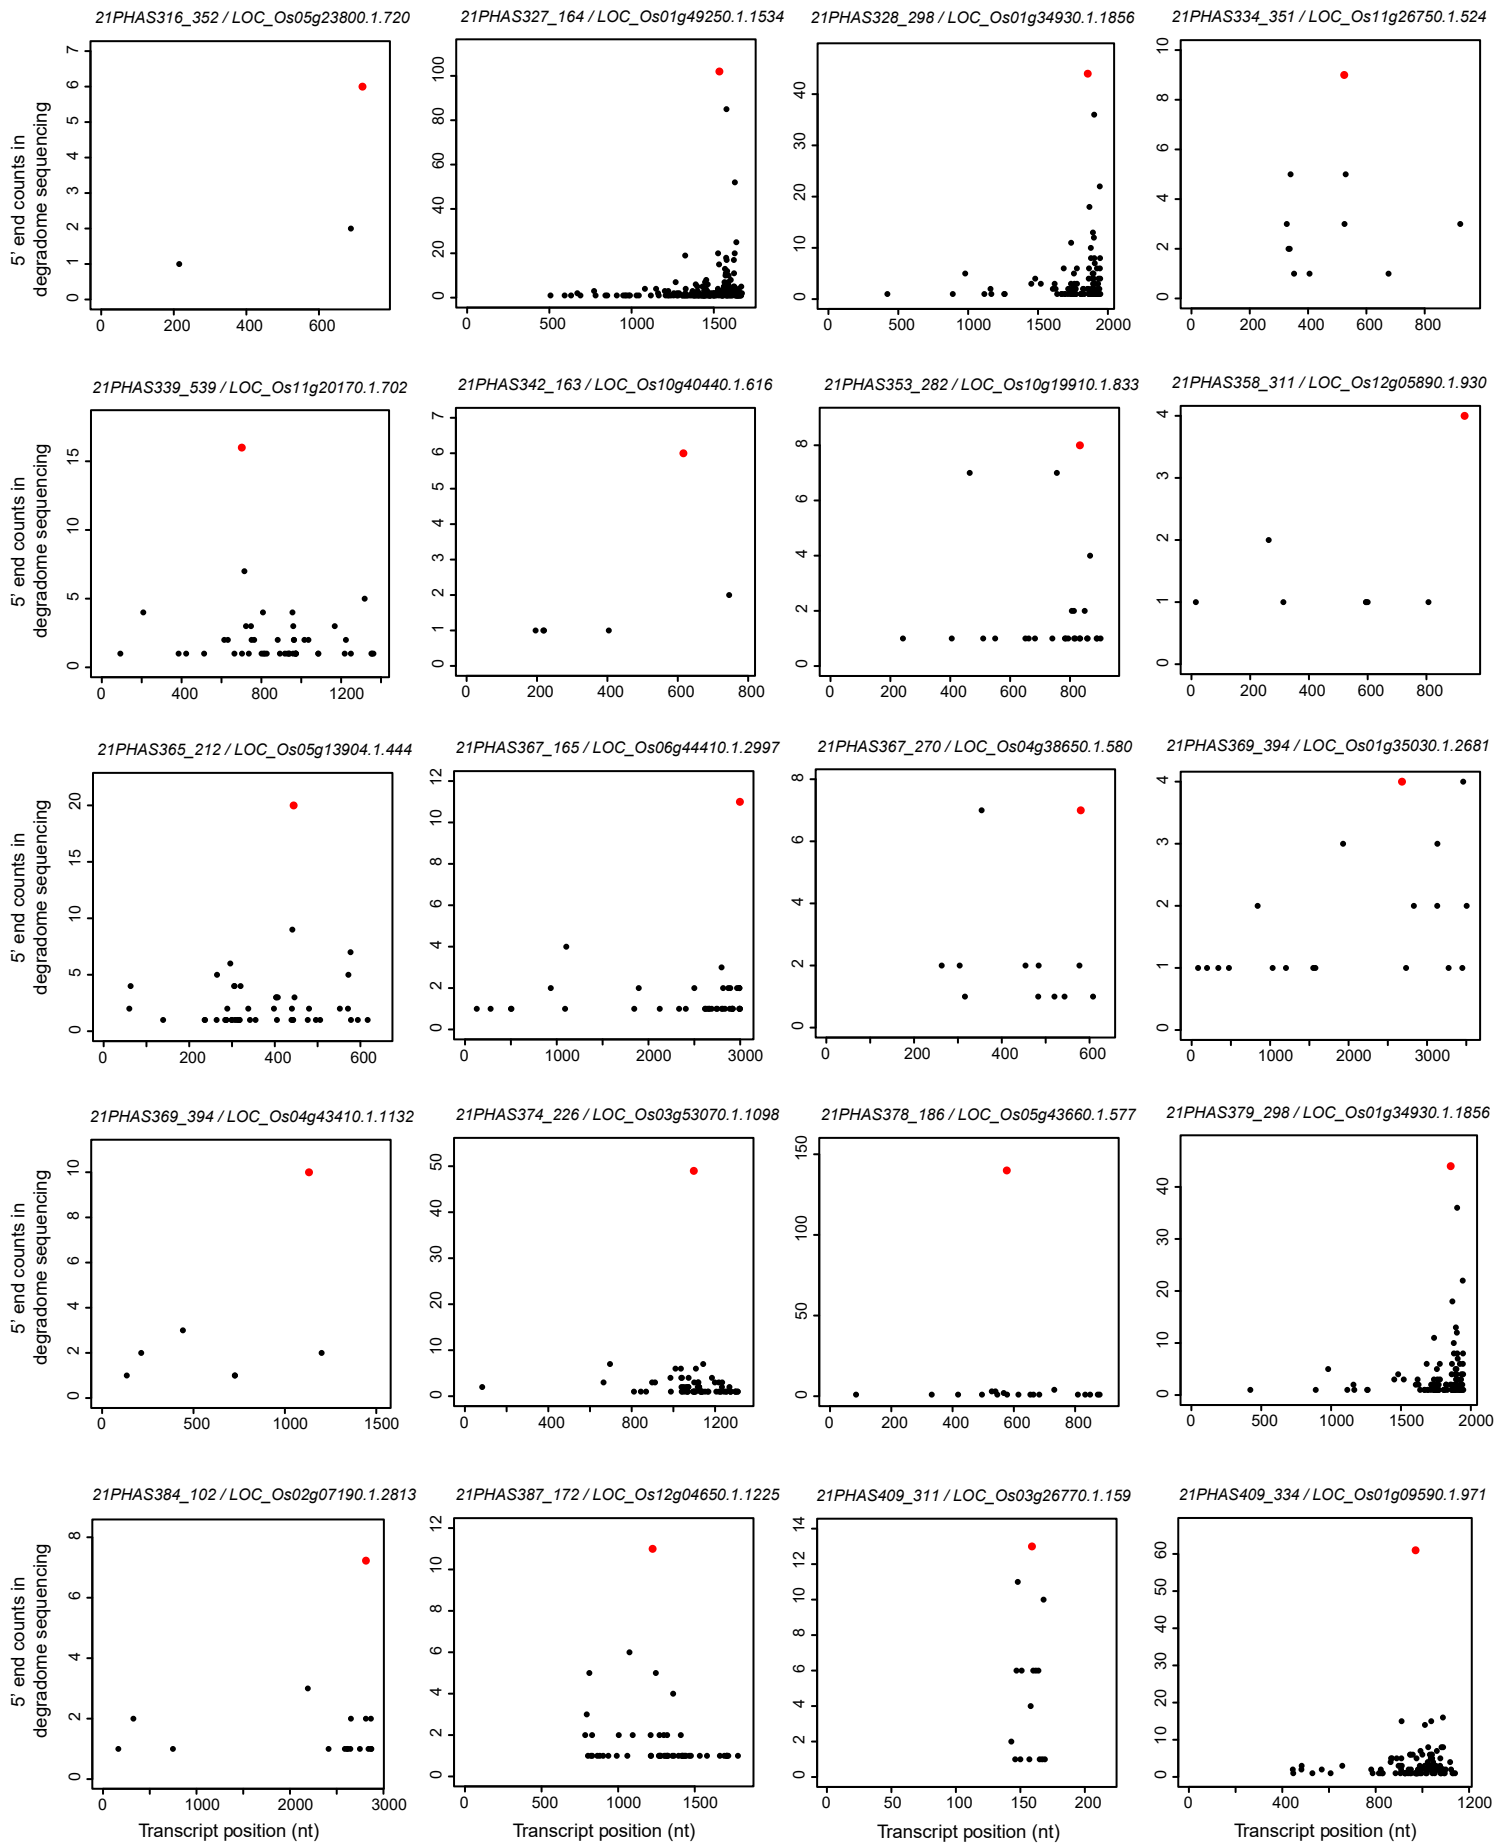 21PHAS316_352 / LOC_Os05g23800.1.720
21PHAS327_164 / LOC_Os01g49250.1.1534
21PHAS328_298 / LOC_Os01g34930.1.1856
21PHAS334_351 / LOC_Os11g26750.1.524
5’ end counts in
degradome sequencing
0 1 2 3 4 5 6 7
0 200 400 600
0 20 40 60 80 100
0 500 1000 1500
0 10 20 30 40
0 500 1000 1500 2000
0 2 4 6 8 10
0 200 400 600 800
21PHAS339_539 / LOC_Os11g20170.1.702
21PHAS342_163 / LOC_Os10g40440.1.616
21PHAS353_282 / LOC_Os10g19910.1.833
21PHAS358_311 / LOC_Os12g05890.1.930
5’ end counts in
degradome sequencing
0 5 10 15
0 400 800 1200
0 1 2 3 4 5 6 7
0 200 400 600 800
0 2 4 6 8
0 200 400 600 800
0 1 2 3 4
0 200 400 600 800
21PHAS365_212 / LOC_Os05g13904.1.444
21PHAS367_165 / LOC_Os06g44410.1.2997
21PHAS367_270 / LOC_Os04g38650.1.580
21PHAS369_394 / LOC_Os01g35030.1.2681
5’ end counts in
degradome sequencing
0 5 10 15 20
0 200 400 600
0 2 4 6 8 10 12
0 1000 2000 3000
0 2 4 6 8
0 200 400 600
0 1 2 3 4
0 1000 2000 3000
21PHAS369_394 / LOC_Os04g43410.1.1132
21PHAS374_226 / LOC_Os03g53070.1.1098
21PHAS378_186 / LOC_Os05g43660.1.577
21PHAS379_298 / LOC_Os01g34930.1.1856
5’ end counts in
degradome sequencing
0 2 4 6 8 10
0 500 1000 1500
0 10 20 30 40 50
0 400 800 1200
0 50 100 150
0 200 400 600 800
0 10 20 30 40
0 500 1000 1500 2000
21PHAS384_102 / LOC_Os02g07190.1.2813
21PHAS387_172 / LOC_Os12g04650.1.1225
21PHAS409_311 / LOC_Os03g26770.1.159
21PHAS409_334 / LOC_Os01g09590.1.971
5’ end counts in
degradome sequencing
0 2 4 6 8
0 1000 2000 3000
0 2 4 6 8 10 12
0 500 1000 1500
0 2 4 6 8 10 12 14
0 50 100 150 200
0 10 20 30 40 50 60
0 400 800 1200
Transcript position (nt)
Transcript position (nt)
Transcript position (nt)
Transcript position (nt)